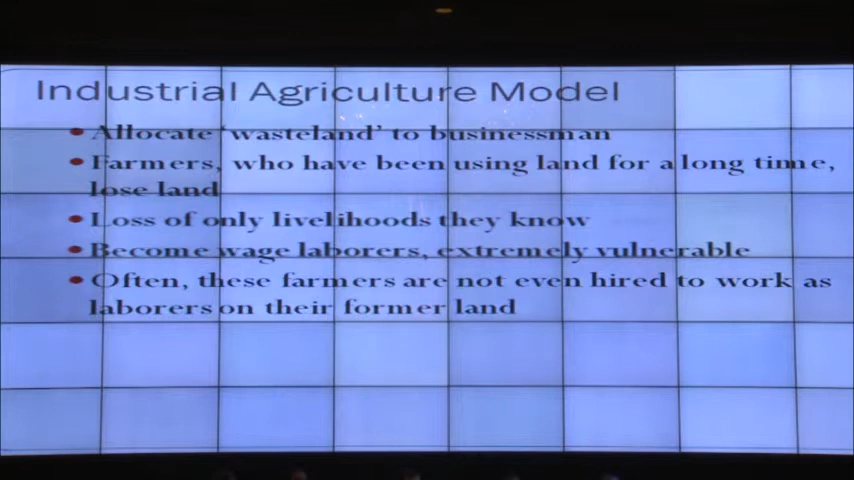 Industrial Agriculture Model
• Allocate 'wasteland' to businessman
• Farmers, who have been using land for a long time,
lose land
• Loss of only livelihoods they know
• Become wage laborers, extremely vulnerable
• Often, these farmers are not even hired to work as
laborers on their former land